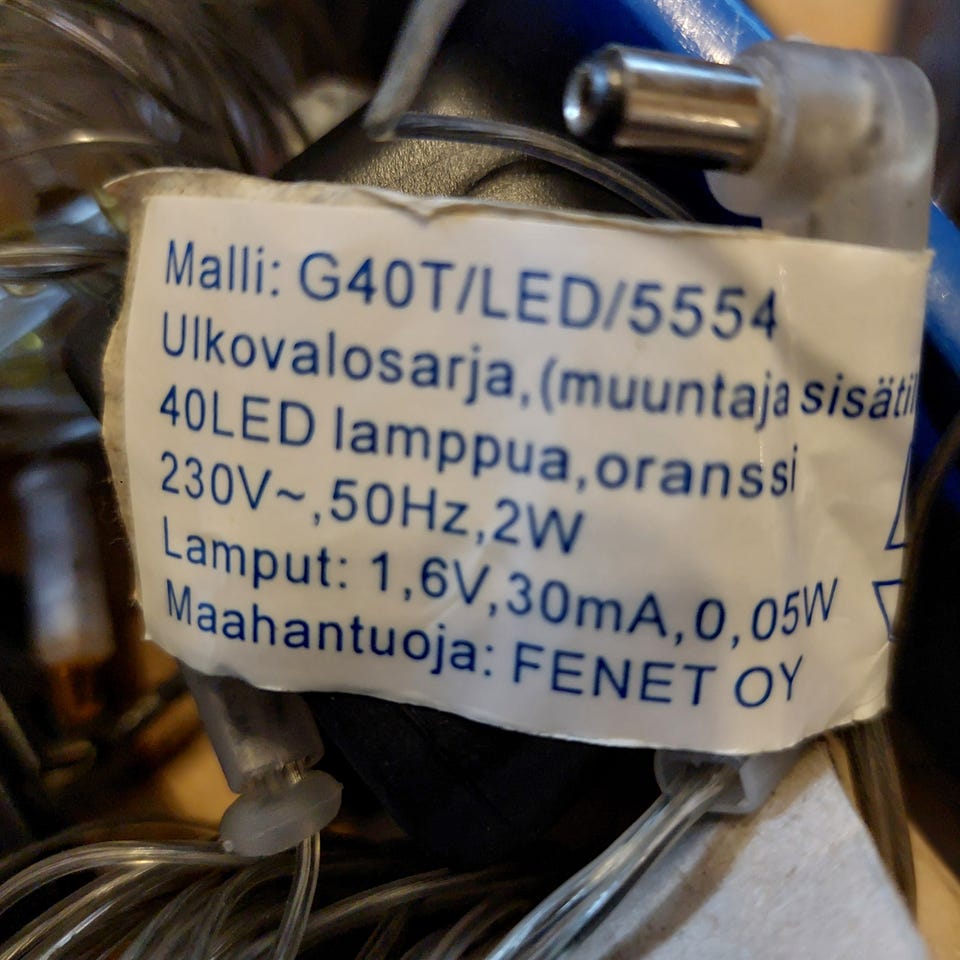 Malli: G40T/LED/5554
Ulkovalosarja,(muuntaja
40LED lamppua,oranssi
230V~,50Hz,2W
Lamput: 1,6V,30mA,0,05W
Maahantuoja: FENET OY